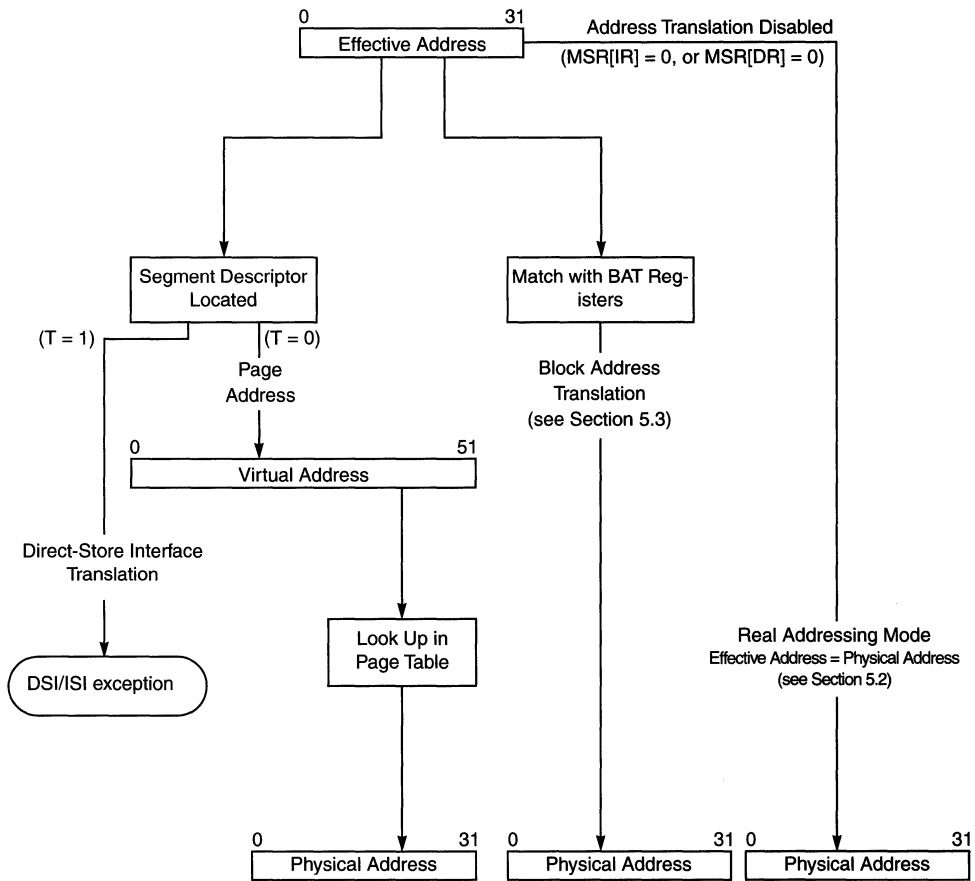 0 31
Effective Address
Address Translation Disabled
(MSR[IR] = 0, or MSR[DR] = 0)
Segment Descriptor
Located
Match with BAT Reg-
isters
(T = 1)
(T = 0)
Page
Address
Block Address
Translation
(see Section 5.3)
0 51
Virtual Address
Direct-Store Interface
Translation
Look Up in
Page Table
Real Addressing Mode
Effective Address = Physical Address
(see Section 5.2)
DSI/ISI exception
0 31
Physical Address
0 31
Physical Address
0 31
Physical Address